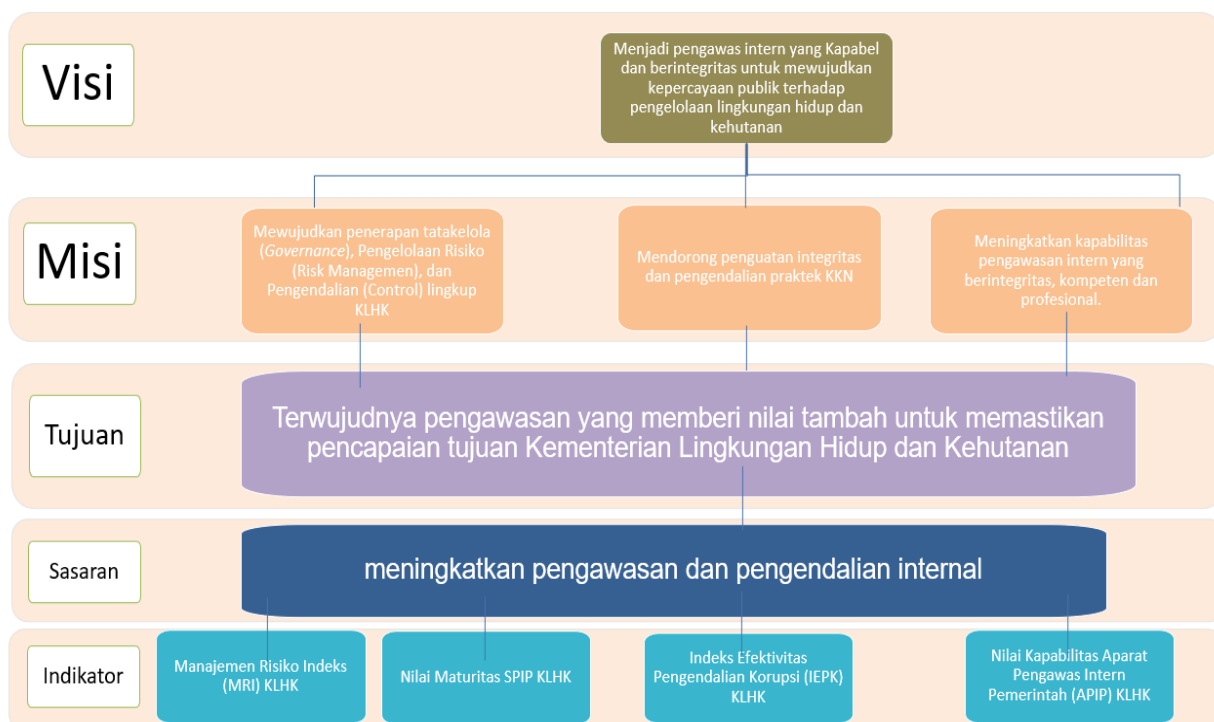 Visi
Menjadi pengawas intern yang Kapabel
dan berintegritas untuk mewujudkan
kepercayaan publik terhadap
pengelolaan lingkungan hidup dan
kehutanan
Misi
Mewujudkan penerapan tatakelola
(Governance), Pengelolaan Risiko
(Risk Managemen), dan
Pengendalian (Control) lingkup
KLHK
Mendorong penguatan integritas
dan pengendalian praktek KKN
Meningkatkan kapabilitas
pengawasan intern yang
berintegritas, kompeten dan
profesional.
Tujuan
Terwujudnya pengawasan yang memberi nilai tambah untuk memastikan
pencapaian tujuan Kementerian Lingkungan Hidup dan Kehutanan
Sasaran
meningkatkan pengawasan dan pengendalian internal
Indikator
Manajemen Risiko Indeks
(MRI) KLHK
Nilai Maturitas SPIP KLHK
Indeks Efektivitas
Pengendalian Korupsi (IEPK)
KLHK
Nilai Kapabilitas Aparat
Pengawas Intern
Pemerintah (APIP) KLHK